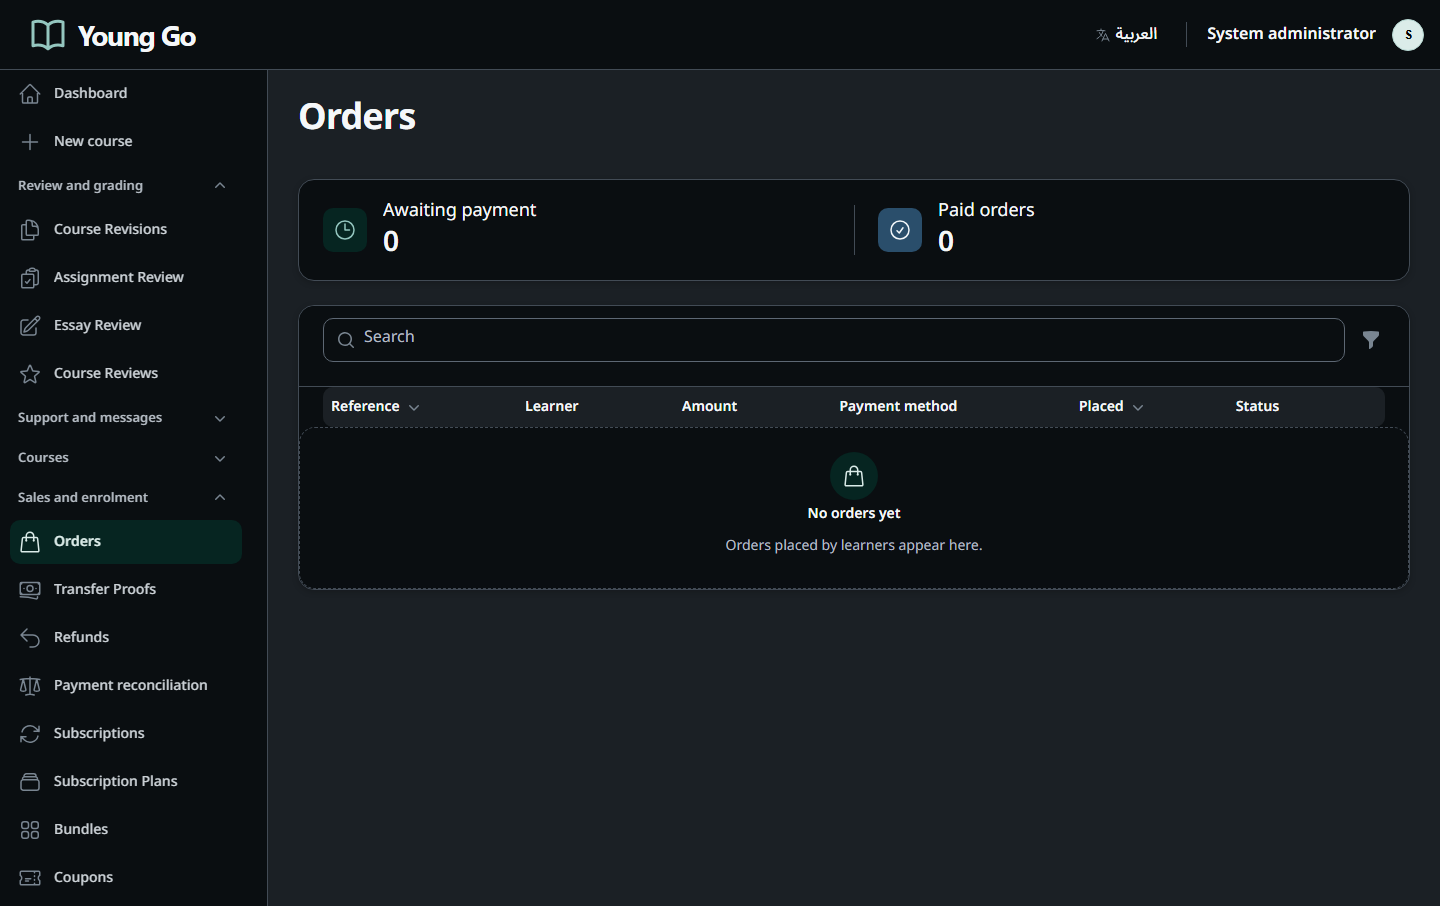 Young Go
العربية
System administrator
S
Dashboard
New course
Review and grading
Course Revisions
Assignment Review
Essay Review
Course Reviews
Support and messages
Courses
Sales and enrolment
Orders
Transfer Proofs
Refunds
Payment reconciliation
Subscriptions
Subscription Plans
Bundles
Coupons
Orders
Awaiting payment
0
Paid orders
0
Search
Reference Learner Amount Payment method Placed Status
No orders yet
Orders placed by learners appear here.